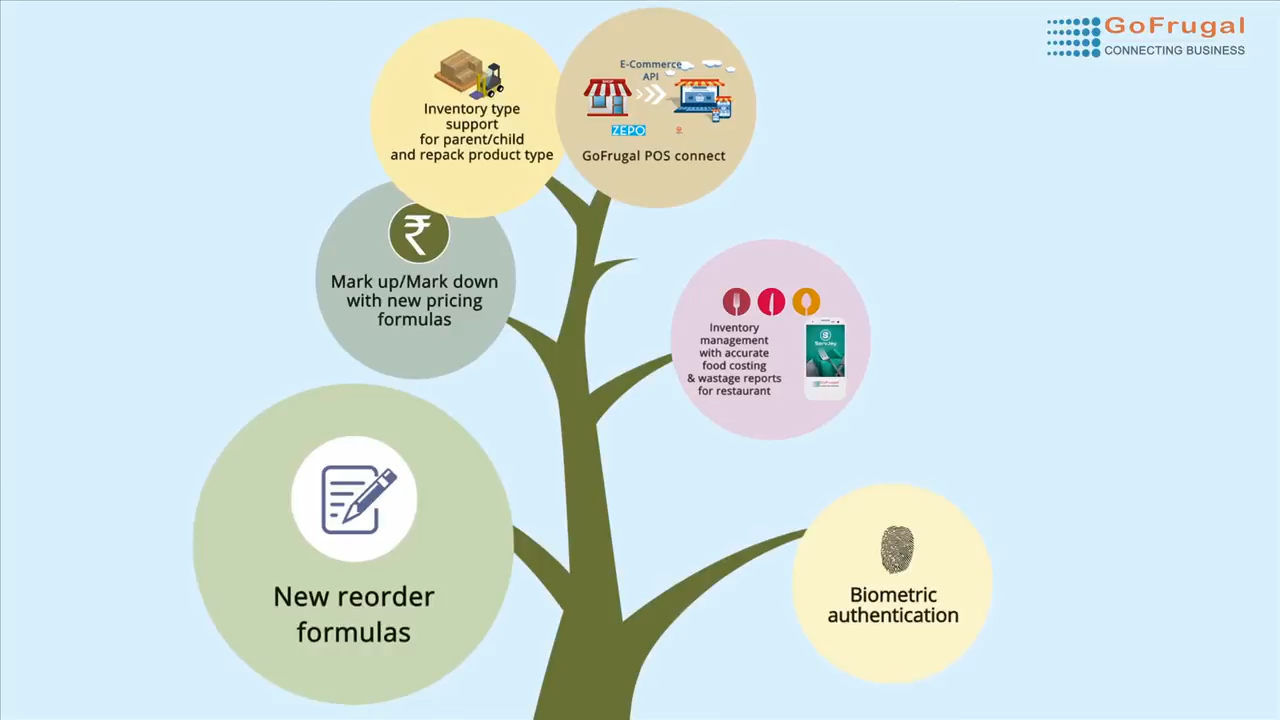 GoFrugal
CONNECTING BUSINESS
Inventory type
support
for parent/child
and repack product type
E-Commerce
API
SHOP
ZEPO
GoFrugal POS connect
Mark up/Mark down
with new pricing
formulas
Inventory
management
with accurate
food costing
& wastage reports
for restaurant
GoFrugal
New reorder
formulas
Biometric
authentication